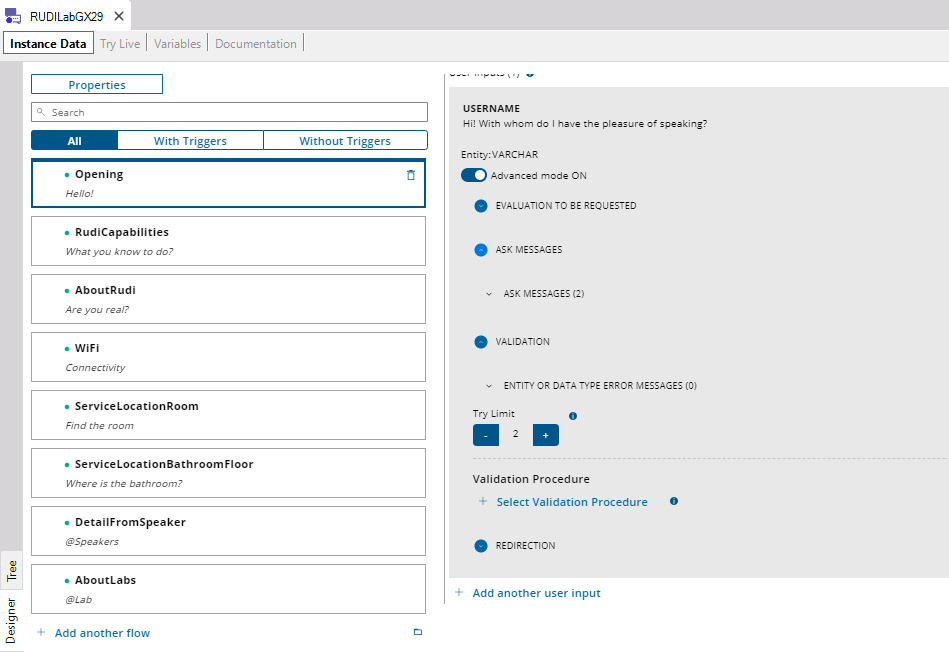 RUDILabGX29
Instance Data
Try Live
Variables
Documentation
Properties
Search
All
With Triggers
Without Triggers
Opening
Hello!
RudiCapabilities
What you know to do?
AboutRudi
Are you real?
WiFi
Connectivity
ServiceLocationRoom
Find the room
ServiceLocationBathroomFloor
Where is the bathroom?
DetailFromSpeaker
@Speakers
AboutLabs
@Lab
+ Add another flow
Tree
Designer
User Inputs (1)
USERNAME
Hi! With whom do I have the pleasure of speaking?
Entity:VARCHAR
Advanced mode ON
EVALUATION TO BE REQUESTED
ASK MESSAGES
ASK MESSAGES (2)
VALIDATION
ENTITY OR DATA TYPE ERROR MESSAGES (0)
Try Limit
- 2 +
Validation Procedure
+ Select Validation Procedure
REDIRECTION
+ Add another user input